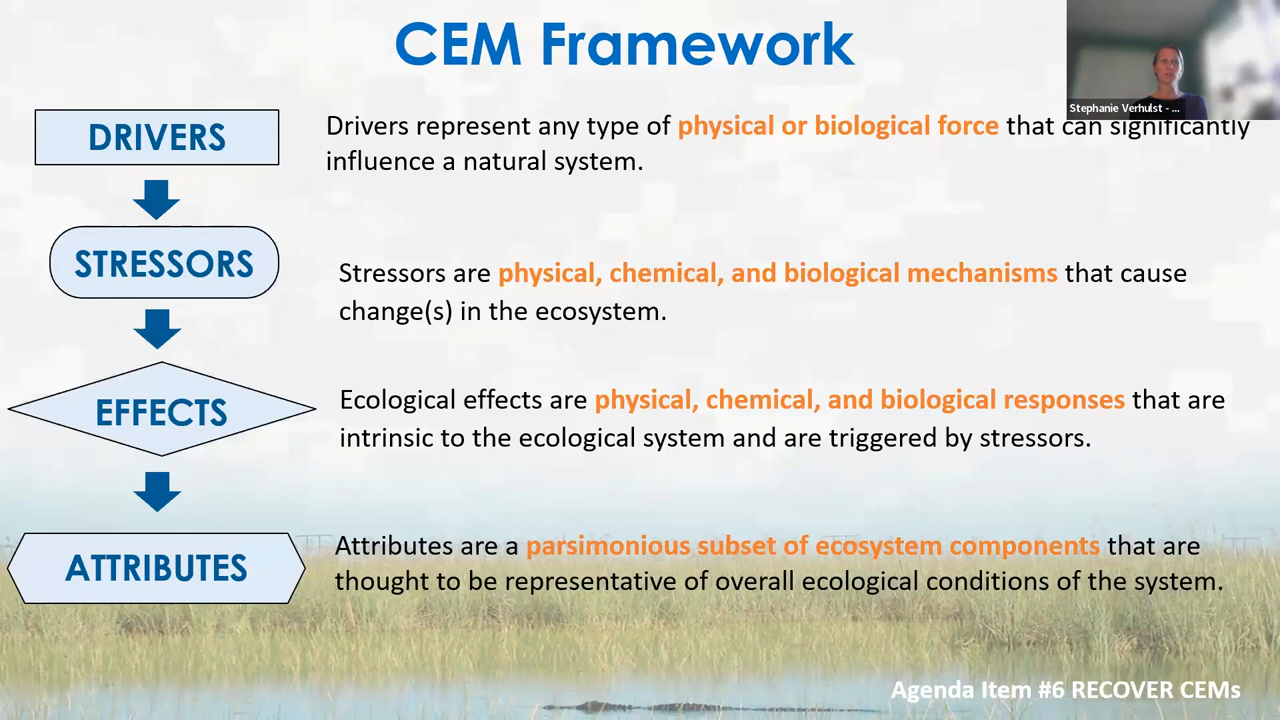 CEM Framework
Stephanie Verhulst - ...
DRIVERS
Drivers represent any type of physical or biological force that can significantly
influence a natural system.
STRESSORS
Stressors are physical, chemical, and biological mechanisms that cause
change(s) in the ecosystem.
EFFECTS
Ecological effects are physical, chemical, and biological responses that are
intrinsic to the ecological system and are triggered by stressors.
ATTRIBUTES
Attributes are a parsimonious subset of ecosystem components that are
thought to be representative of overall ecological conditions of the system.
Agenda Item #6 RECOVER CEMs